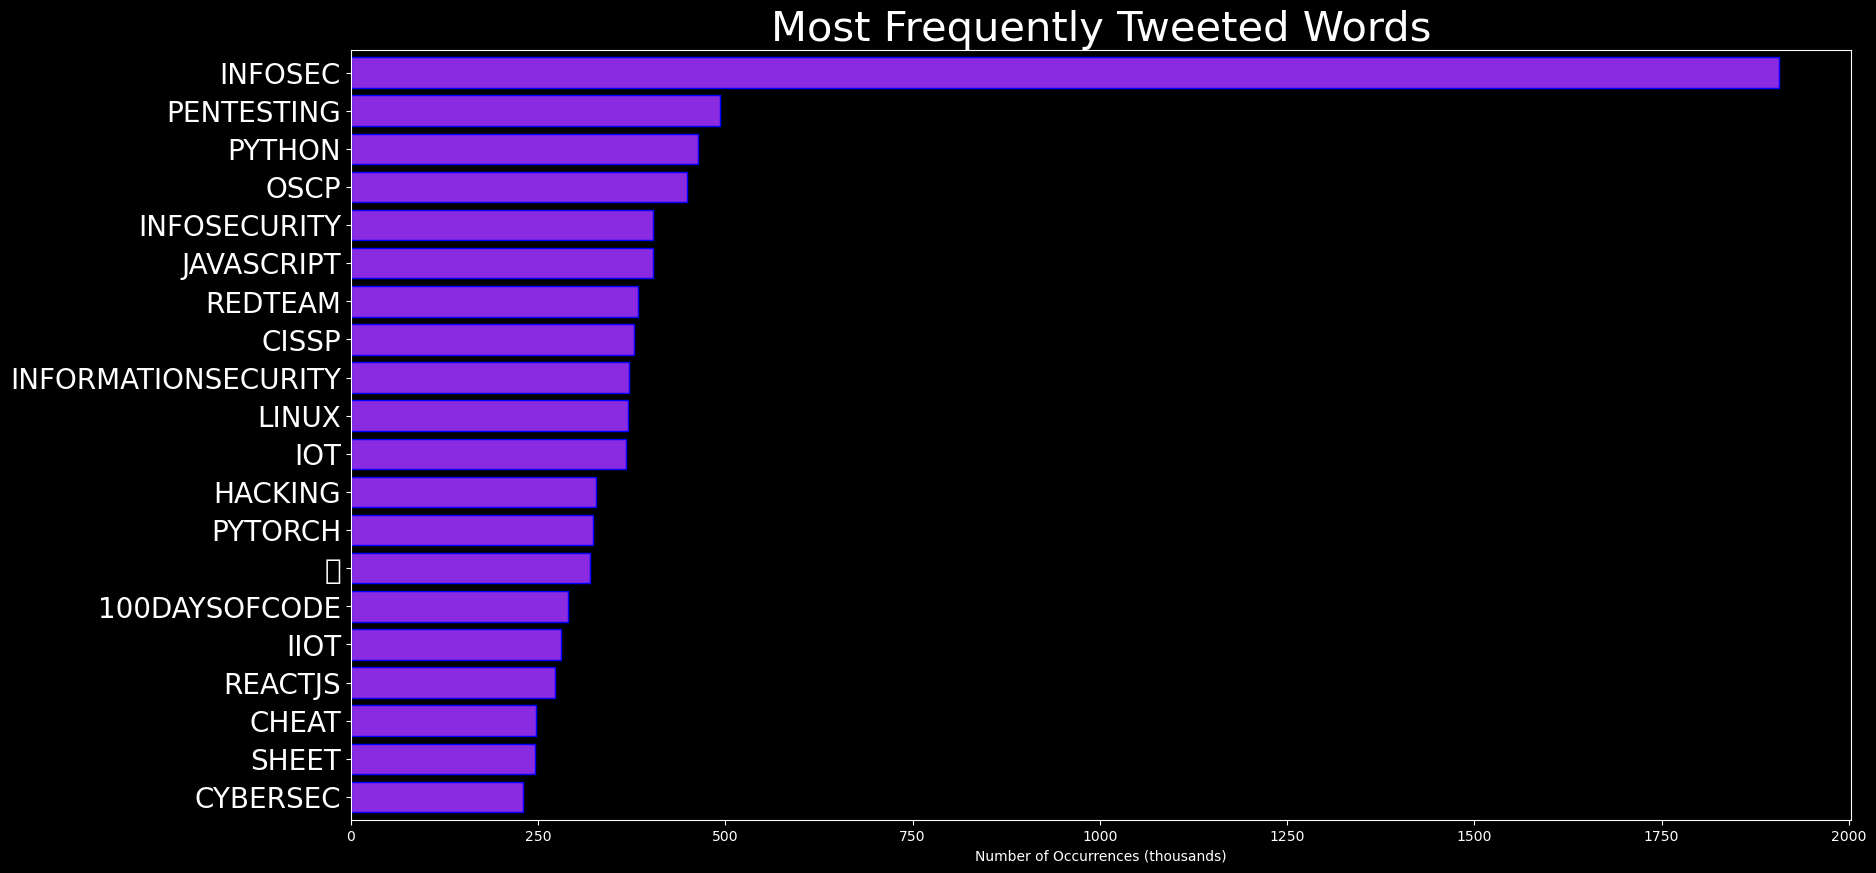 Most Frequently Tweeted Words
INFOSEC
PENTESTING
PYTHON
OSCP
INFOSECURITY
JAVASCRIPT
REDTEAM
CISSP
INFORMATIONSECURITY
LINUX
IOT
HACKING
PYTORCH
100DAYSOFCODE
IIOT
REACTJS
CHEAT
SHEET
CYBERSEC
0 250 500 750 1000 1250 1500 1750 2000
Number of Occurrences (thousands)